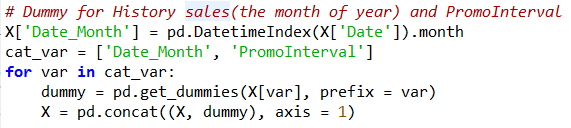 # Dummy for History sales(the month of year) and PromoInterval
X['Date_Month'] = pd.DatetimeIndex(X['Date']).month
cat_var = ['Date_Month', 'PromoInterval']
for var in cat_var:
    dummy = pd.get_dummies(X[var], prefix = var)
    X = pd.concat((X, dummy), axis = 1)